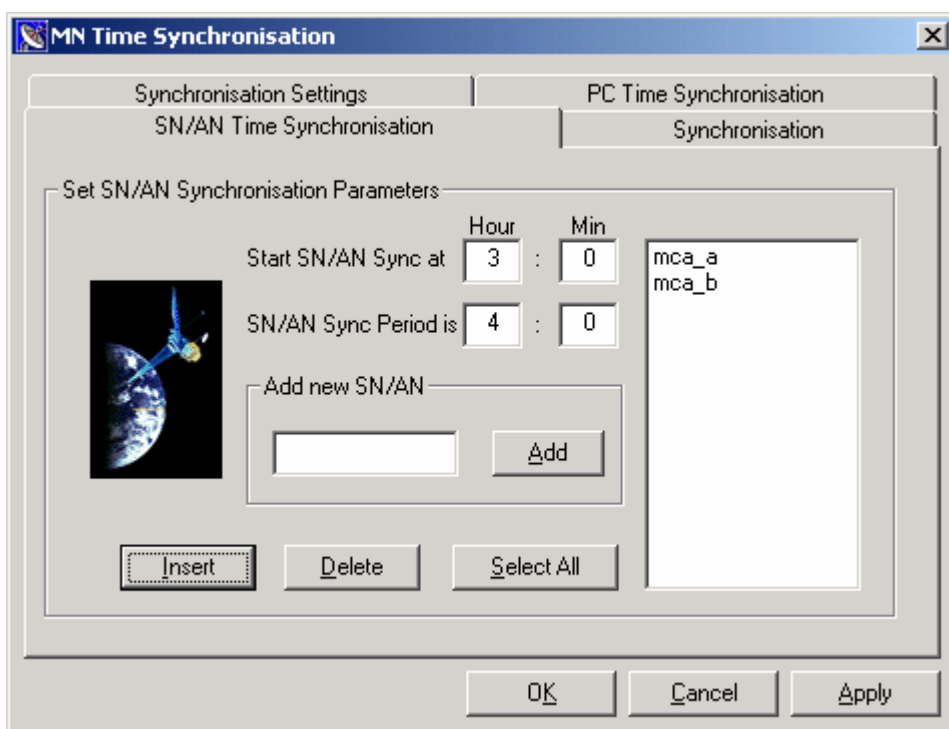 MN Time Synchronisation
Synchronisation Settings
PC Time Synchronisation
SN/AN Time Synchronisation
Synchronisation
Set SN/AN Synchronisation Parameters
Hour Min
Start SN/AN Sync at 3 : 0
SN/AN Sync Period is 4 : 0
mca_a
mca_b
Add new SN/AN
Add
Insert
Delete
Select All
OK
Cancel
Apply